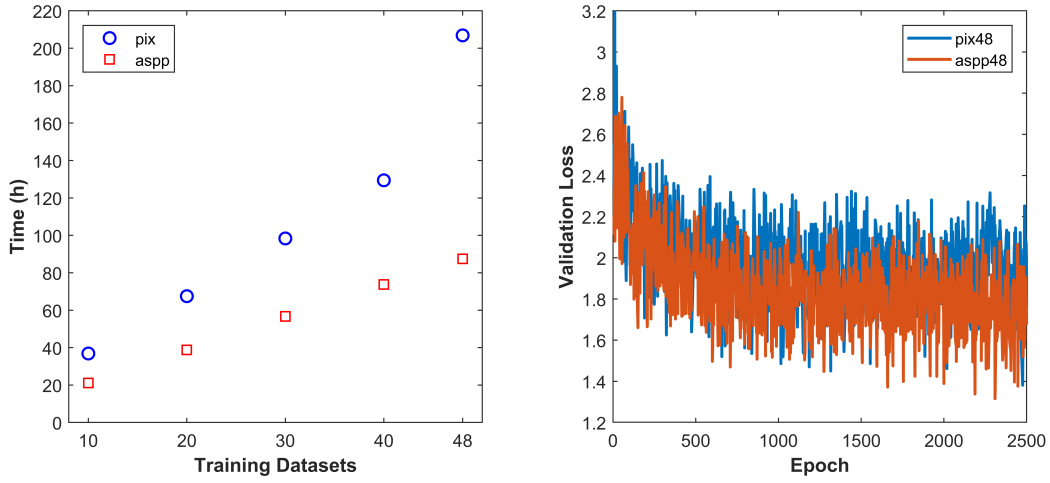 220
200
180
160
140
120
100
80
60
40
20
0
Time (h)
pix
aspp
10 20 30 40 48
Training Datasets
3.2
3
2.8
2.6
2.4
2.2
2
1.8
1.6
1.4
1.2
Validation Loss
pix48
aspp48
0 500 1000 1500 2000 2500
Epoch